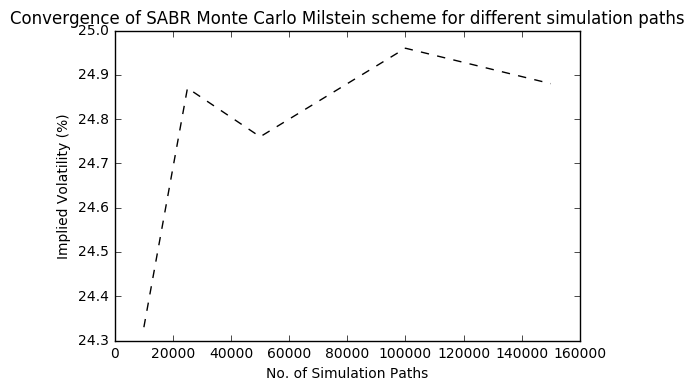 Convergence of SABR Monte Carlo Milstein scheme for different simulation paths
25.0
24.9
24.8
24.7
24.6
24.5
24.4
24.3
Implied Volatility (%)
0 20000 40000 60000 80000 100000 120000 140000 160000
No. of Simulation Paths